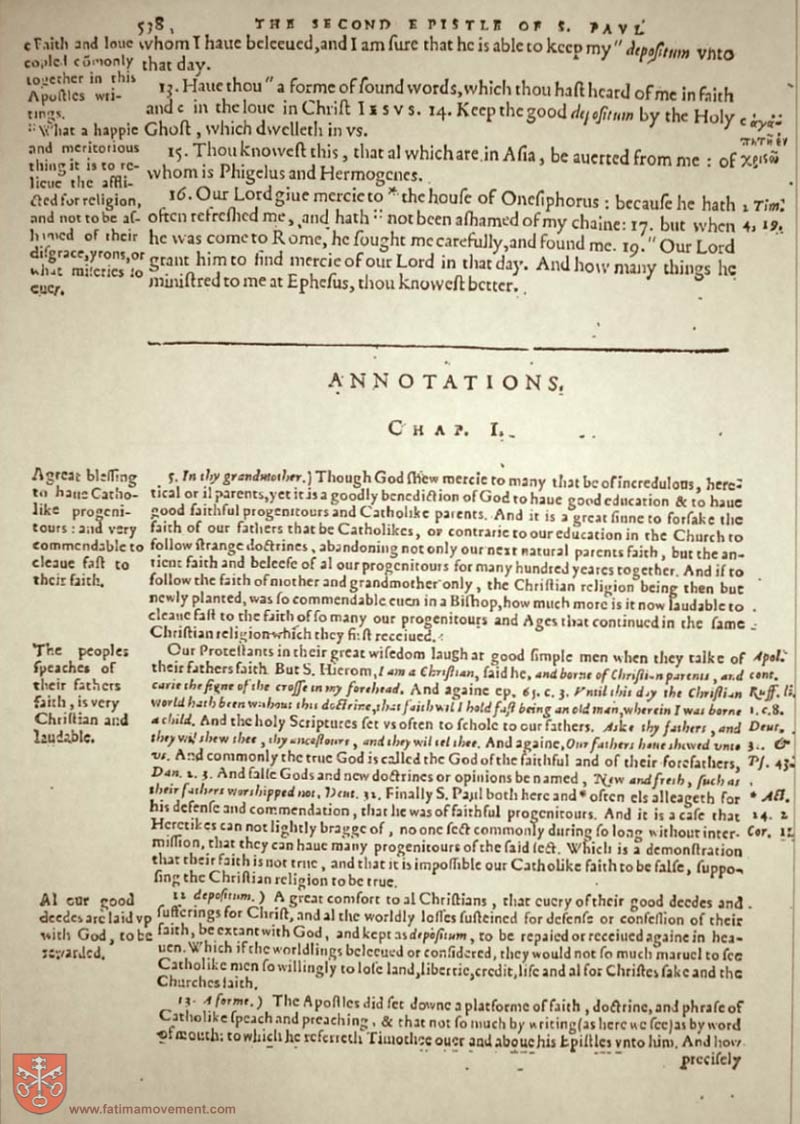 538, THE SECOND EPISTLE OF S. PAVL
c Faith and loue
coupled cōmonly
together in this
Apostles wri-
tings.
"What a happie
and meritorious
thing it is to re-
lieue the affli-
cted for religion,
and not to be as-
hamed of their
disgrace, yrons, or
what miseries so
euer.
whom I haue beleeued, and I am sure that he is able to keep my " depositum vnto
that day.
13. Haue thou " a forme of sound words, which thou hast heard of me in faith
and c in the loue in Christ IESVS. 14. Keep the good depositum by the Holy
Ghost, which dwelleth in vs.
15. Thou knowest this, that al which are in Asia, be auerted from me : of
whom is Phigelus and Hermogenes.
16. Our Lord giue mercie to * the house of Onesiphorus : because he hath
often refreshed me, and hath :: not been ashamed of my chaine: 17. but when
he was come to Rome, he sought me carefully, and found me. 19. " Our Lord
grant him to find mercie of our Lord in that day. And how many things he
ministred to me at Ephesus, thou knowest better.
2 Tim.
4, 19.
ANNOTATIONS.
CHAP. I.
A great blessing
to haue Catho-
like progeni-
tours : and very
commendable to
cleaue fast to
their faith.
5. In thy grandmother.) Though God shew mercie to many that be of incredulous, here-
tical or il parents, yet it is a goodly benediction of God to haue good education & to haue
good faithful progenitours and Catholike parents. And it is a great sinne to forsake the
faith of our fathers that be Catholikes, or contrarie to our education in the Church to
follow strange doctrines, abandoning not only our next natural parents faith, but the an-
tient faith and beleefe of al our progenitours for many hundred yeares together. And if to
follow the faith of mother and grandmother only, the Christian religion being then but
newly planted, was so commendable euen in a Bishop, how much more is it now laudable to
cleaue fast to the faith of so many our progenitours and Ages that continued in the same
Christian religion which they first receiued.
The peoples
speaches of
their fathers
faith, is very
Christian and
laudable.
Our Protestants in their great wisedom laugh at good simple men when they talke of
their fathers faith. But S. Hierom, I am a Christian, said he, and borne of Christian parents, and
carie the signe of the crosse in my forehead. And againe ep. 65. c. 3. Vntil this day the Christian
world hath been without this doctrine, that faith wil I hold fast being an old man, wherein I was borne
a child. And the holy Scriptures set vs often to schole to our fathers. Aske thy fathers, and
they wil shew thee, thy ancestours, and they wil tel thee. And againe, Our fathers haue shewed vnto
vs. And commonly the true God is called the God of the faithful and of their forefathers,
Dan. 2. 3. And false Gods and new doctrines or opinions be named, New and fresh, such as
their fathers worshipped not. Deut. 32. Finally S. Paul both here and * often els alleageth for
his defense and commendation, that he was of faithful progenitours. And it is a case that
Heretikes can not lightly bragge of, no one sect commonly during so long without inter-
mission, that they can haue many progenitours of the said sect. Which is a demonstration
that their faith is not true, and that it is impossible our Catholike faith to be false, suppo-
sing the Christian religion to be true.
Apol.
cont.
Ruff. li.
1. c. 8.
Deut.
3.. &
Ps. 43.
* Act.
14. 2
Cor. 11.
Al our good
deedes are laid vp
with God, to be
rewarded.
12 depositum.) A great comfort to al Christians, that euery of their good deedes and
sufferings for Christ, and al the worldly losses susteined for defense or confession of their
faith, be extant with God, and kept as depositum, to be repaied or receiued againe in hea-
uen. Which if the worldlings beleeued or considered, they would not so much maruel to see
Catholike men so willingly to lose land, libertie, credit, life and al for Christes sake and the
Churches faith.
13. A forme.) The Apostles did set downe a platforme of faith, doctrine, and phrase of
Catholike speach and preaching, & that not so much by writing (as here we see) as by word
of mouth: to which he referreth Timothee ouer and aboue his Epistles vnto him. And how
precisely
www.fatimamovement.com